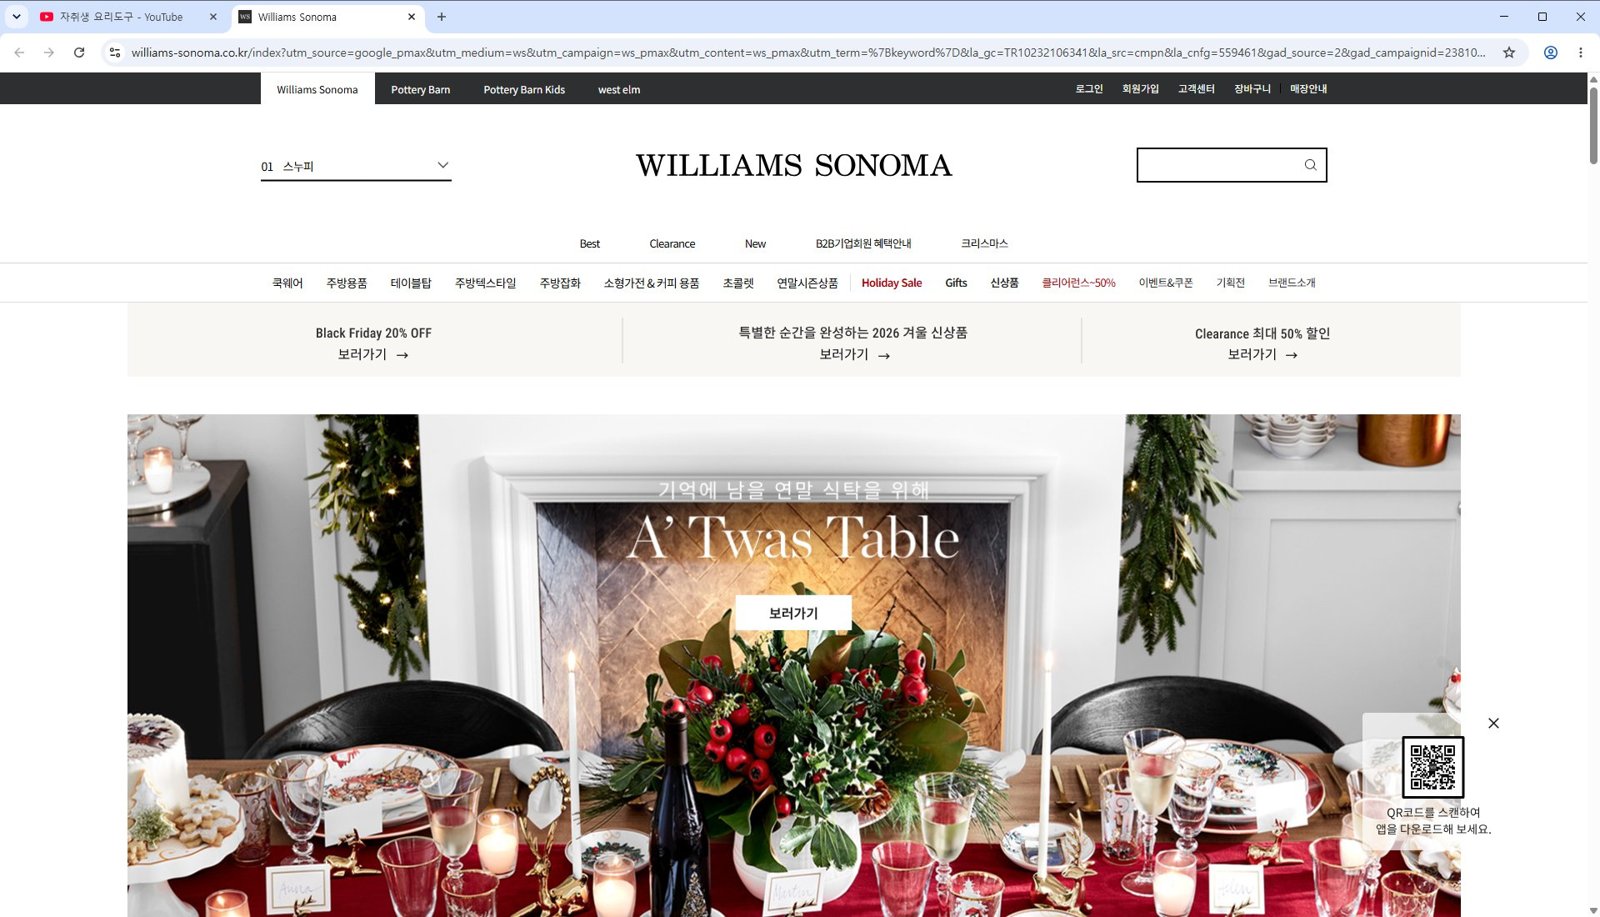 자취생 요리도구 - YouTube
Williams Sonoma
williams-sonoma.co.kr/index?utm_source=google_pmax&utm_medium=ws&utm_campaign=ws_pmax&utm_content=ws_pmax&utm_term=%7Bkeyword%7D&la_gc=TR10232106341&la_src=cmpn&la_cnfg=559461&gad_source=2&gad_campaignid=23810...
Williams Sonoma
Pottery Barn
Pottery Barn Kids
west elm
로그인
회원가입
고객센터
장바구니
매장안내
01 스누피
WILLIAMS SONOMA
Best
Clearance
New
B2B기업회원 혜택안내
크리스마스
쿡웨어
주방용품
테이블탑
주방텍스타일
주방잡화
소형가전 & 커피 용품
초콜렛
연말시즌상품
Holiday Sale
Gifts
신상품
클리어런스~50%
이벤트&쿠폰
기획전
브랜드소개
Black Friday 20% OFF
보러가기 →
특별한 순간을 완성하는 2026 겨울 신상품
보러가기 →
Clearance 최대 50% 할인
보러가기 →
기억에 남을 연말 식탁을 위해
A' Twas Table
보러가기
QR코드를 스캔하여
앱을 다운로드해 보세요.
Anna
Martin